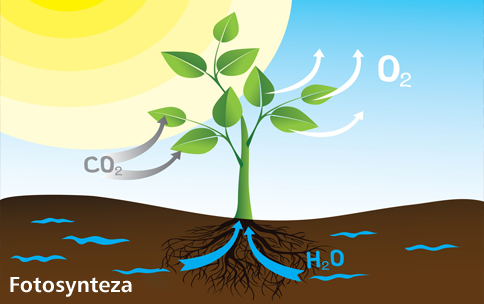 O₂
CO₂
H₂O
Fotosynteza